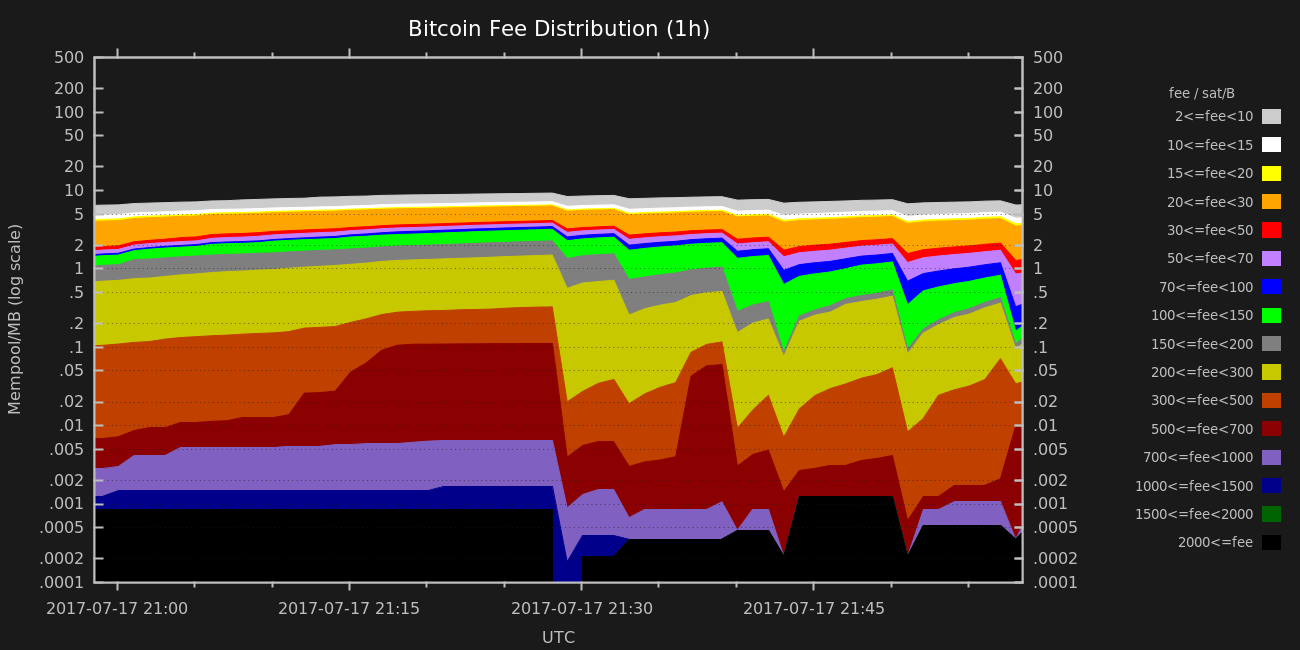 Bitcoin Fee Distribution (1h)
500
200
100
50
20
10
5
2
1
.5
.2
.1
.05
.02
.01
.005
.002
.001
.0005
.0002
.0001
Mempool/MB (log scale)
500
200
100
50
20
10
5
2
1
.5
.2
.1
.05
.02
.01
.005
.002
.001
.0005
.0002
.0001
2017-07-17 21:00
2017-07-17 21:15
2017-07-17 21:30
2017-07-17 21:45
UTC
fee / sat/B
2<=fee<10
10<=fee<15
15<=fee<20
20<=fee<30
30<=fee<50
50<=fee<70
70<=fee<100
100<=fee<150
150<=fee<200
200<=fee<300
300<=fee<500
500<=fee<700
700<=fee<1000
1000<=fee<1500
1500<=fee<2000
2000<=fee